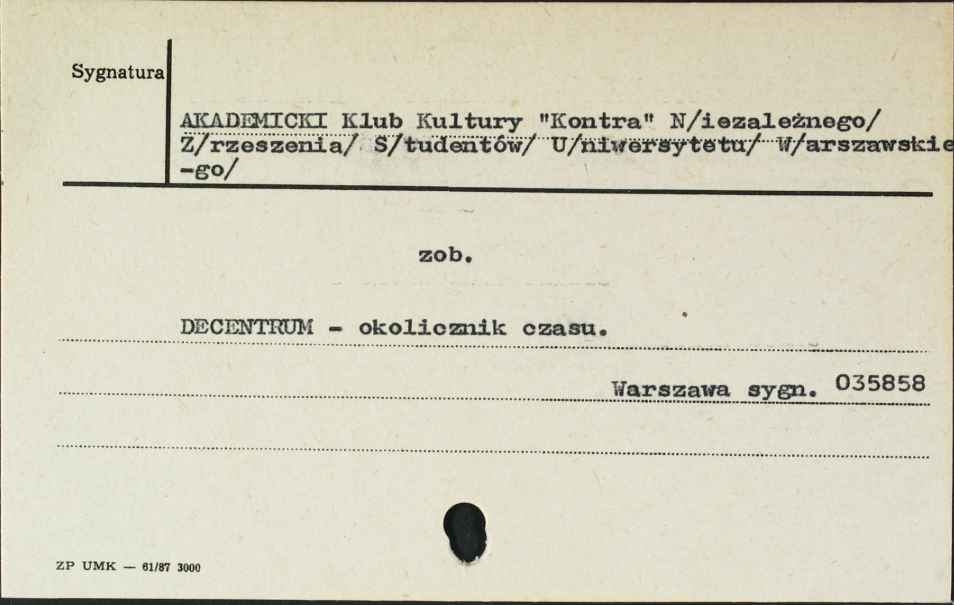 Sygnatura
AKADEMICKI Klub Kultury "Kontra" N/iezależnego/
Z/rzeszenia/ S/tudentów/ U/niwersytetu/ W/arszawskie
-go/
zob.
DECENTRUM - okolicznik czasu.
Warszawa sygn. 035858
ZP UMK — 61/87 3000